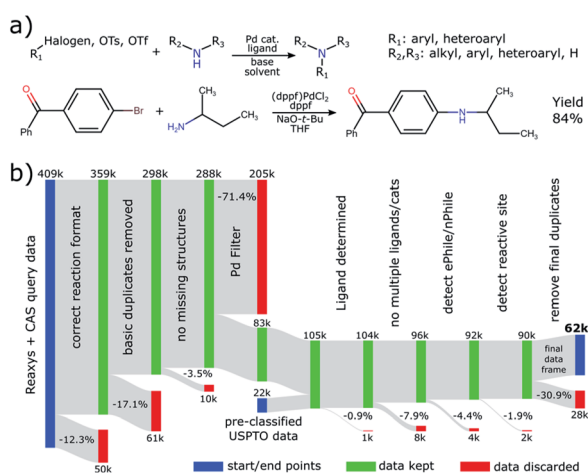 a)
R₁ Halogen, OTs, OTf + R₂ N H R₃ Pd cat. ligand base solvent R₂ N R₃ R₁
R₁: aryl, heteroaryl
R₂,R₃: alkyl, aryl, heteroaryl, H
O Ph Br + CH₃ H₂N CH₃ (dppf)PdCl₂ dppf NaO-t-Bu THF O Ph N H CH₃ CH₃
Yield
84%
b)
409k 359k 298k 288k 205k
Reaxys + CAS query data
correct reaction format
basic duplicates removed
no missing structures
Pd Filter
-71.4%
Ligand determined
no multiple ligands/cats
detect ePhile/nPhile
detect reactive site
remove final duplicates
83k 105k 104k 96k 92k 90k 62k
final
data
frame
-3.5%
10k
22k
-17.1%
61k
-12.3%
50k
pre-classified
USPTO data
-0.9%
1k
-7.9%
8k
-4.4%
4k
-1.9%
2k
-30.9%
28k
start/end points data kept data discarded